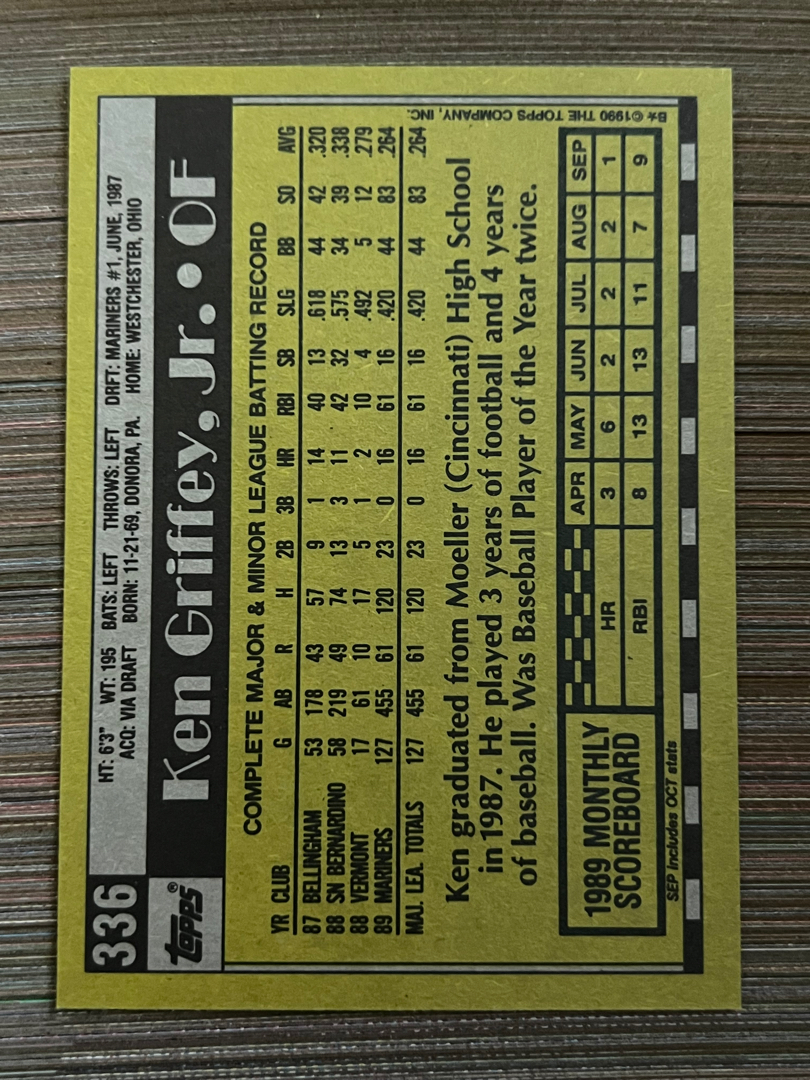 336
HT: 6'3" WT: 195 BATS: LEFT THROWS: LEFT DRFT: MARINERS #1, JUNE, 1987
ACQ: VIA DRAFT BORN: 11-21-69, DONORA, PA. HOME: WESTCHESTER, OHIO
TOPPS®
Ken Griffey, Jr. • OF
COMPLETE MAJOR & MINOR LEAGUE BATTING RECORD
YR CLUB G AB R H 2B 3B HR RBI SB SLG BB SO AVG
87 BELLINGHAM 53 178 43 57 9 1 14 40 13 .618 44 42 .320
88 SN BERNARDINO 58 219 49 74 13 3 11 42 32 .575 34 39 .338
88 VERMONT 17 61 10 17 5 1 2 10 4 .492 5 12 .279
89 MARINERS 127 455 61 120 23 0 16 61 16 .420 44 83 .264
MAJ. LEA. TOTALS 127 455 61 120 23 0 16 61 16 .420 44 83 .264
Ken graduated from Moeller (Cincinnati) High School
in 1987. He played 3 years of football and 4 years
of baseball. Was Baseball Player of the Year twice.
1989 MONTHLY
SCOREBOARD
APR MAY JUN JUL AUG SEP
HR 3 6 2 2 2 1
RBI 8 13 13 11 7 9
SEP includes OCT stats
B* ©1990 THE TOPPS COMPANY, INC.